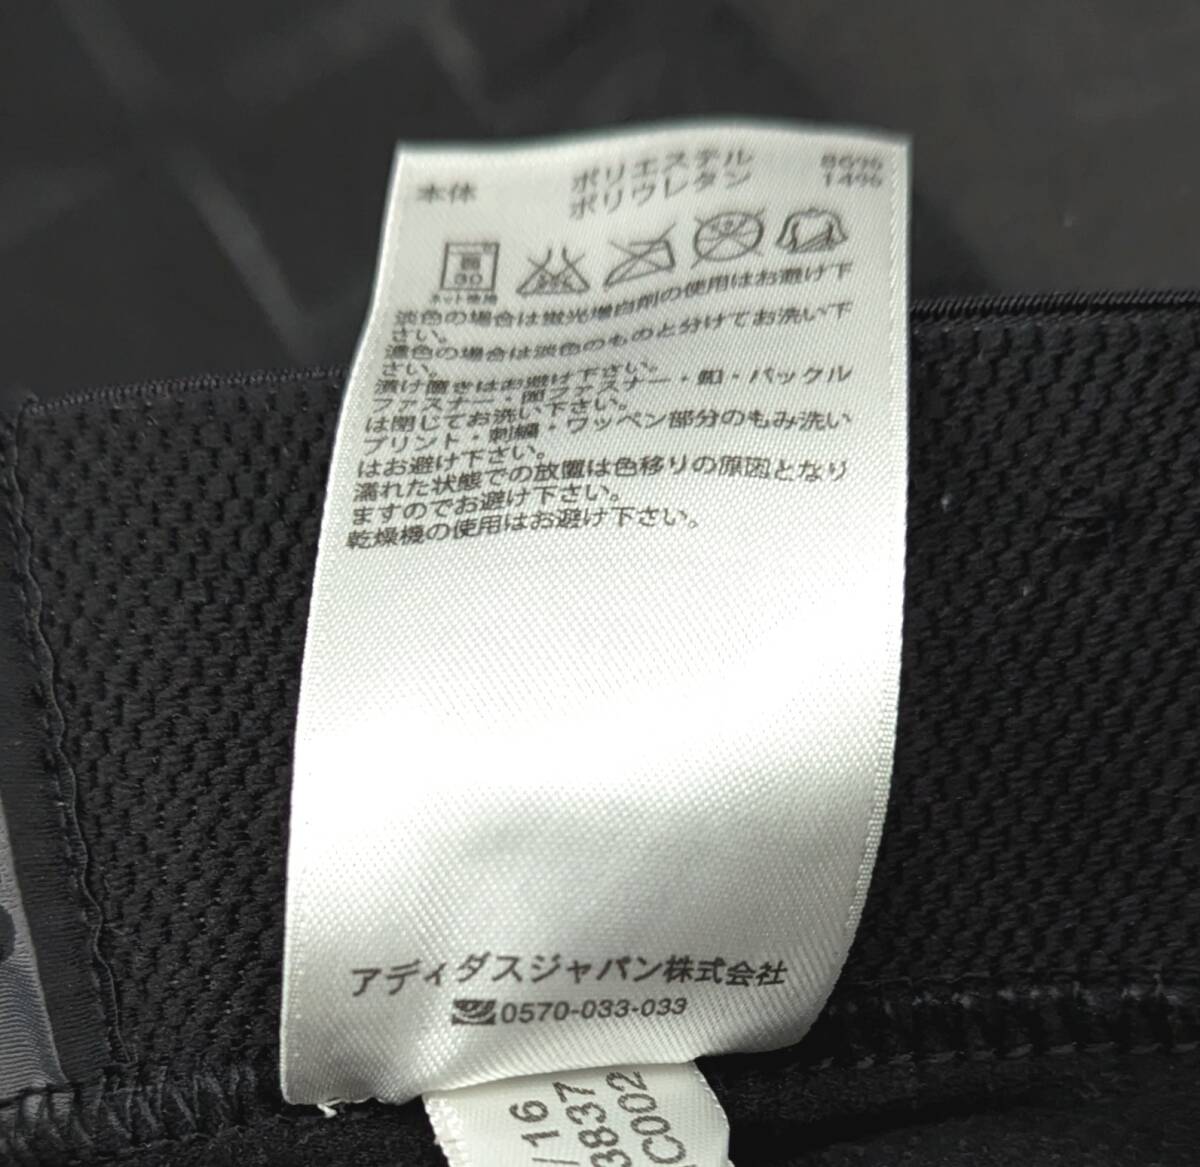 本体 ポリエステル 86%
ポリウレタン 14%
30
ネット使用
淡色の場合は蛍光増白剤の使用はお避け下
さい。
濃色の場合は淡色のものと分けてお洗い下
さい。
漬け置きはお避け下さい。
ファスナー・面ファスナー・釦・バックル
は閉じてお洗い下さい。
プリント・刺繍・ワッペン部分のもみ洗い
はお避け下さい。
濡れた状態での放置は色移りの原因となり
ますのでお避け下さい。
乾燥機の使用はお避け下さい。
アディダスジャパン株式会社
0570-033-033
/16
3837
C002